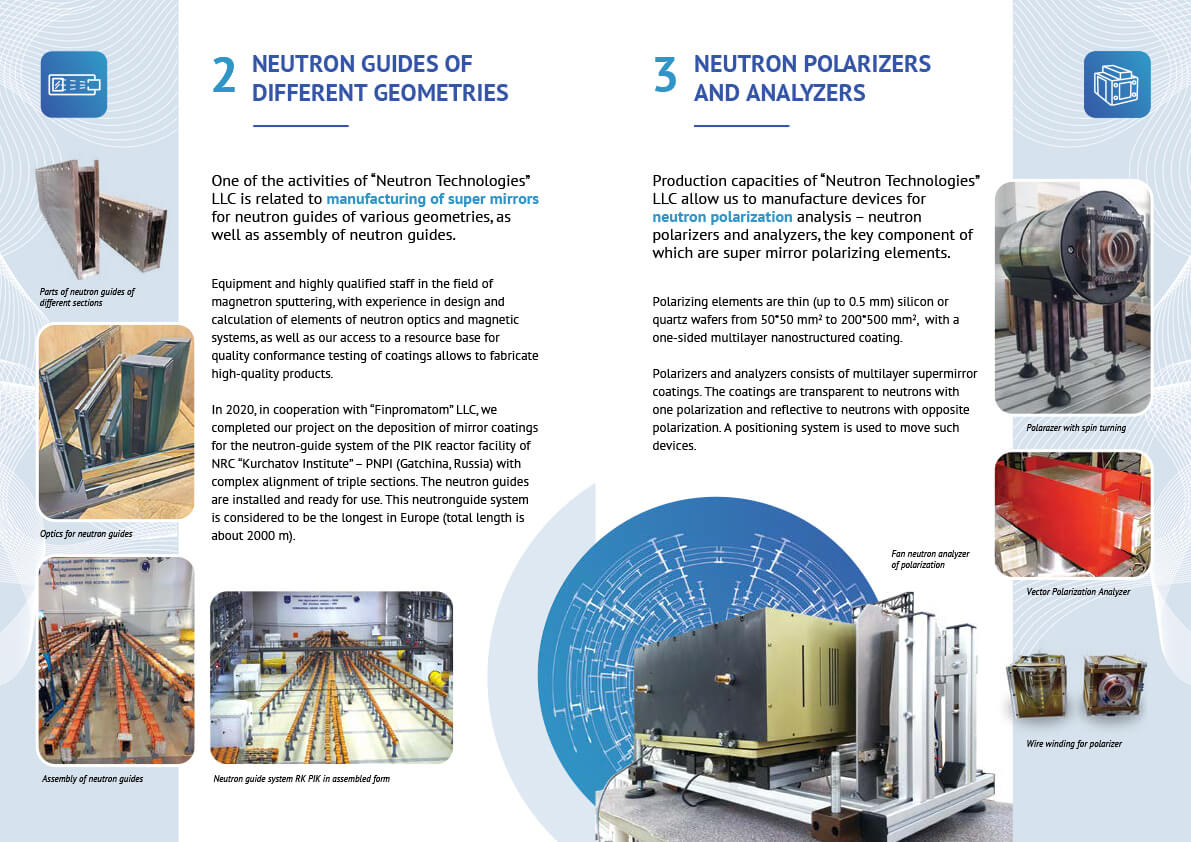 2
NEUTRON GUIDES OF
DIFFERENT GEOMETRIES
One of the activities of “Neutron Technologies”
LLC is related to manufacturing of super mirrors
for neutron guides of various geometries, as
well as assembly of neutron guides.
Equipment and highly qualified staff in the field of
magnetron sputtering, with experience in design and
calculation of elements of neutron optics and magnetic
systems, as well as our access to a resource base for
quality conformance testing of coatings allows to fabricate
high-quality products.
In 2020, in cooperation with “Finpromatom” LLC, we
completed our project on the deposition of mirror coatings
for the neutron-guide system of the PIK reactor facility of
NRC “Kurchatov Institute” – PNPI (Gatchina, Russia) with
complex alignment of triple sections. The neutron guides
are installed and ready for use. This neutronguide system
is considered to be the longest in Europe (total length is
about 2000 m).
Parts of neutron guides of
different sections
Optics for neutron guides
Assembly of neutron guides
Neutron guide system RK PIK in assembled form
3
NEUTRON POLARIZERS
AND ANALYZERS
Production capacities of “Neutron Technologies”
LLC allow us to manufacture devices for
neutron polarization analysis – neutron
polarizers and analyzers, the key component of
which are super mirror polarizing elements.
Polarizing elements are thin (up to 0.5 mm) silicon or
quartz wafers from 50*50 mm² to 200*500 mm², with a
one-sided multilayer nanostructured coating.
Polarizers and analyzers consists of multilayer supermirror
coatings. The coatings are transparent to neutrons with
one polarization and reflective to neutrons with opposite
polarization. A positioning system is used to move such
devices.
Polarazer with spin turning
Fan neutron analyzer
of polarization
Vector Polarization Analyzer
Wire winding for polarizer